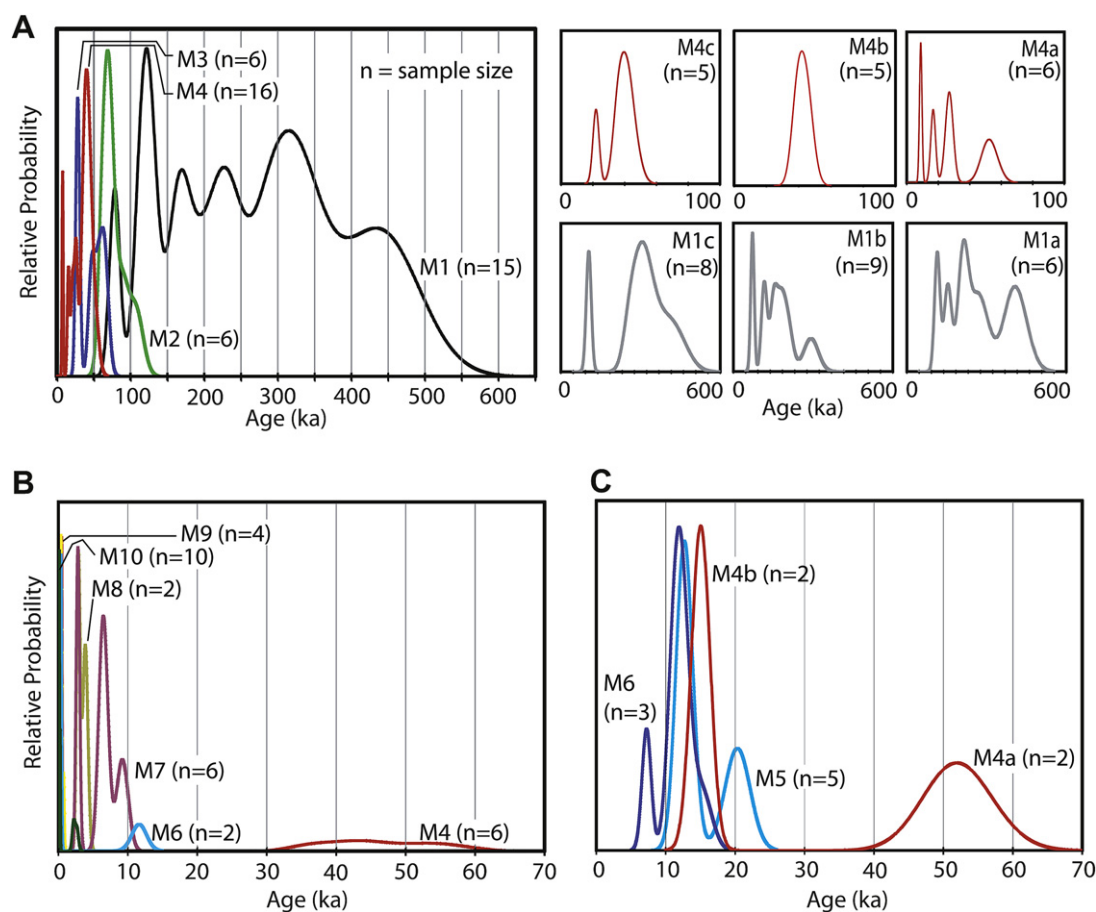 A
M3 (n=6)
M4 (n=16)
n = sample size
M1 (n=15)
M2 (n=6)
Relative Probability
0 100 200 300 400 500 600
Age (ka)
M4c
(n=5)
0 100
M4b
(n=5)
0 100
M4a
(n=6)
0 100
M1c
(n=8)
0 600
M1b
(n=9)
0 600
M1a
(n=6)
0 600
Age (ka)
B
M9 (n=4)
M10 (n=10)
M8 (n=2)
M7 (n=6)
M6 (n=2)
M4 (n=6)
Relative Probability
0 10 20 30 40 50 60 70
Age (ka)
C
M4b (n=2)
M6
(n=3)
M5 (n=5)
M4a (n=2)
0 10 20 30 40 50 60 70
Age (ka)